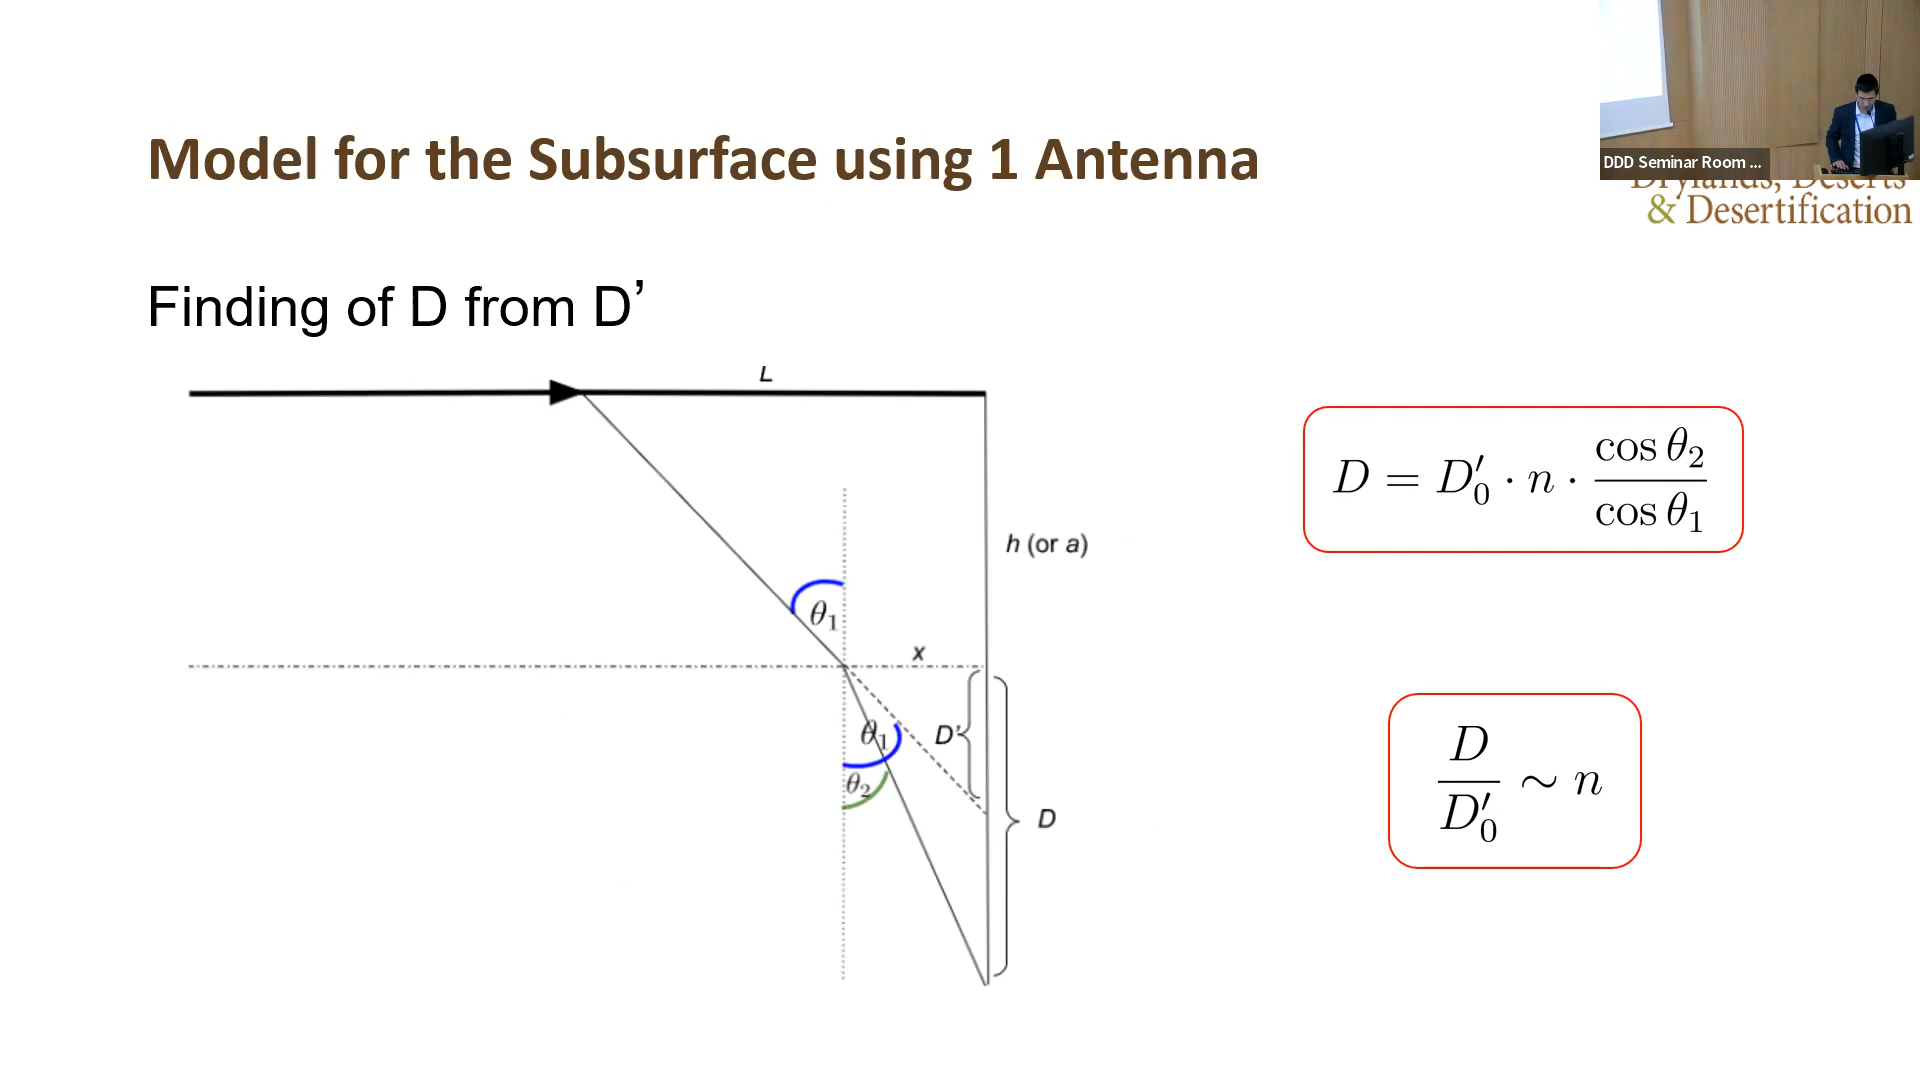 DDD Seminar Room ...
Drylands, Deserts
& Desertification
Model for the Subsurface using 1 Antenna
Finding of D from D’
L
h (or a)
θ₁
x
θ₁
D'
θ₂
D
D = D′₀ · n · cos θ₂ / cos θ₁
D / D′₀ ∼ n